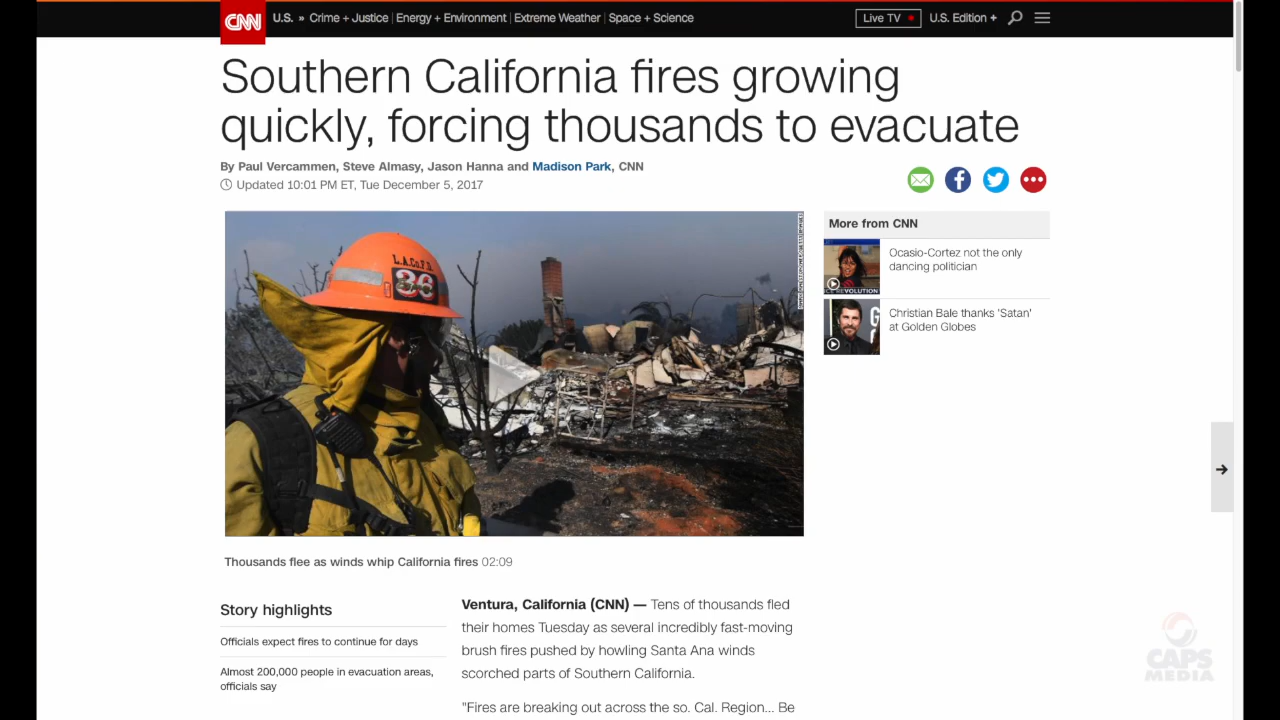 CNN
U.S. » Crime + Justice | Energy + Environment | Extreme Weather | Space + Science
Live TV
U.S. Edition +
Southern California fires growing
quickly, forcing thousands to evacuate
By Paul Vercammen, Steve Almasy, Jason Hanna and Madison Park, CNN
Updated 10:01 PM ET, Tue December 5, 2017
L.A.Co.F.D.
36
More from CNN
Ocasio-Cortez not the only
dancing politician
Christian Bale thanks 'Satan'
at Golden Globes
Thousands flee as winds whip California fires 02:09
Story highlights
Officials expect fires to continue for days
Almost 200,000 people in evacuation areas,
officials say
Ventura, California (CNN) — Tens of thousands fled
their homes Tuesday as several incredibly fast-moving
brush fires pushed by howling Santa Ana winds
scorched parts of Southern California.
"Fires are breaking out across the so. Cal. Region... Be
CAPS
MEDIA